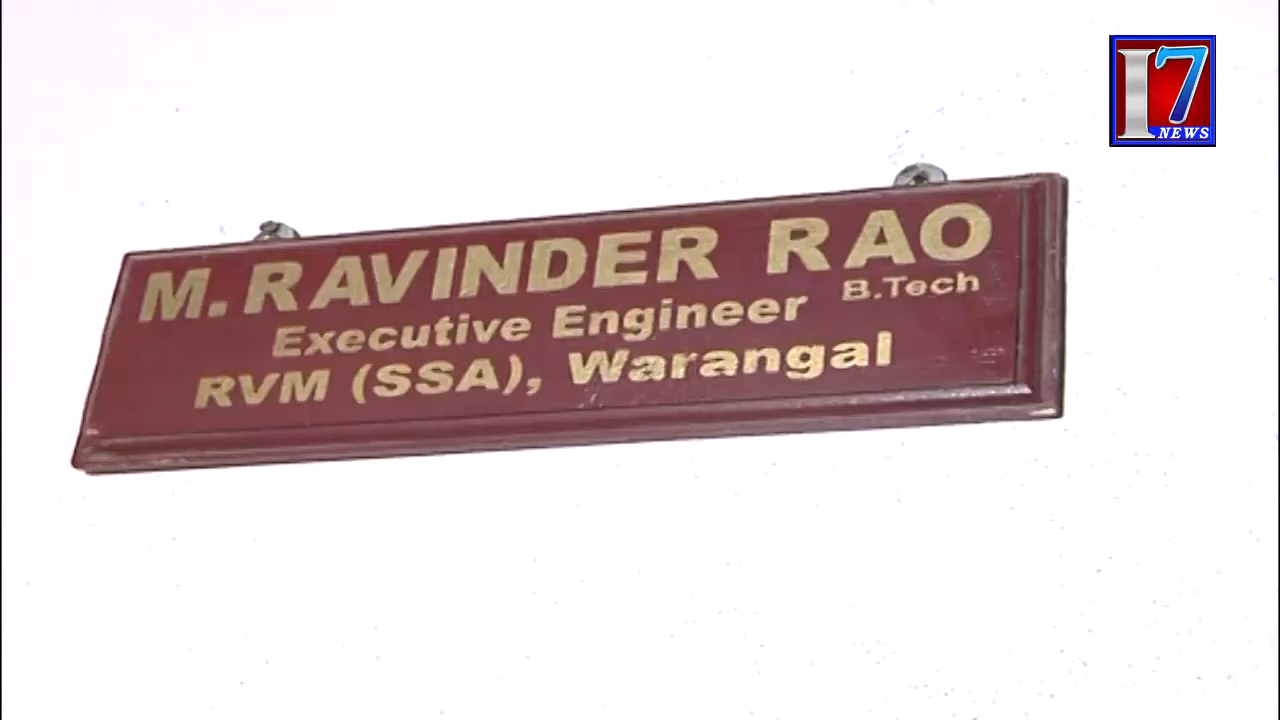 I7
NEWS
M. RAVINDER RAO
B.Tech
Executive Engineer
RVM (SSA), Warangal